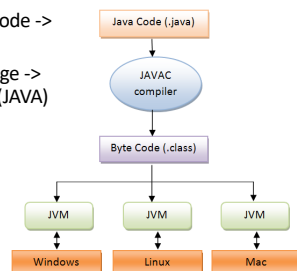 ode ->
ge ->
(JAVA)
Java Code (.java)
JAVAC
compiler
Byte Code (.class)
JVM JVM JVM
Windows Linux Mac